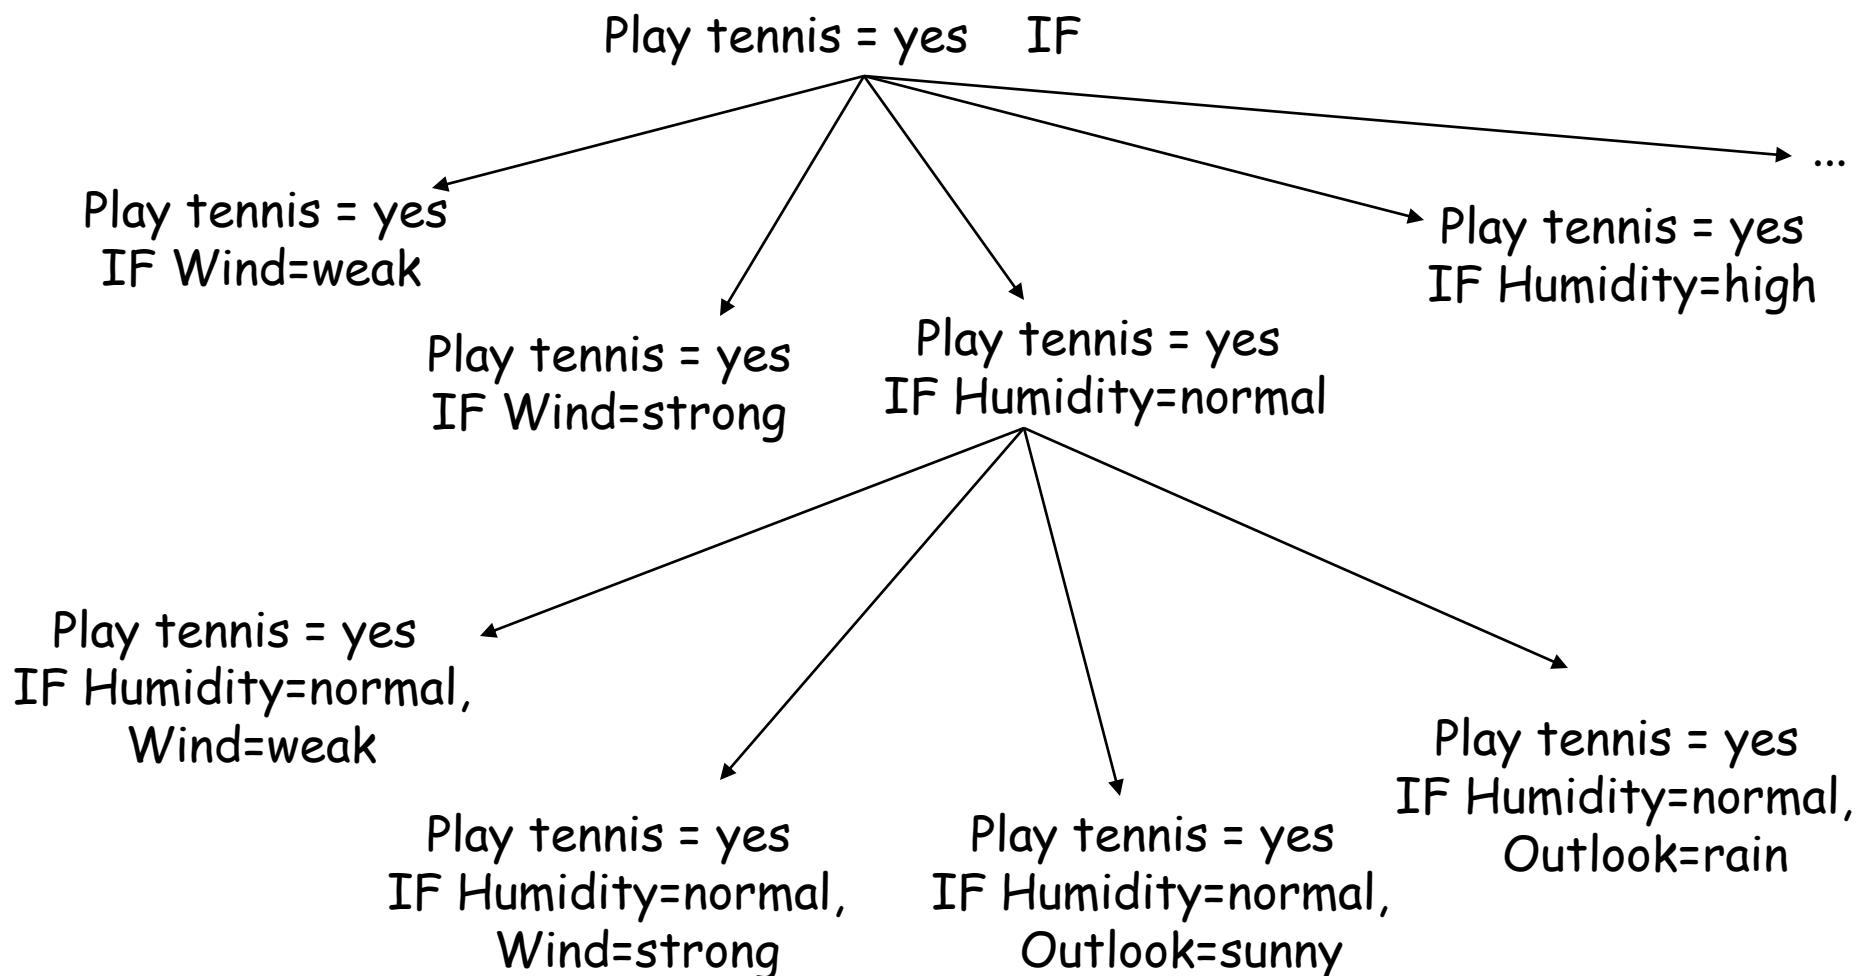 Play tennis = yes IF
...
Play tennis = yes
IF Wind=weak
Play tennis = yes
IF Humidity=high
Play tennis = yes
IF Wind=strong
Play tennis = yes
IF Humidity=normal
Play tennis = yes
IF Humidity=normal,
Wind=weak
Play tennis = yes
IF Humidity=normal,
Wind=strong
Play tennis = yes
IF Humidity=normal,
Outlook=sunny
Play tennis = yes
IF Humidity=normal,
Outlook=rain